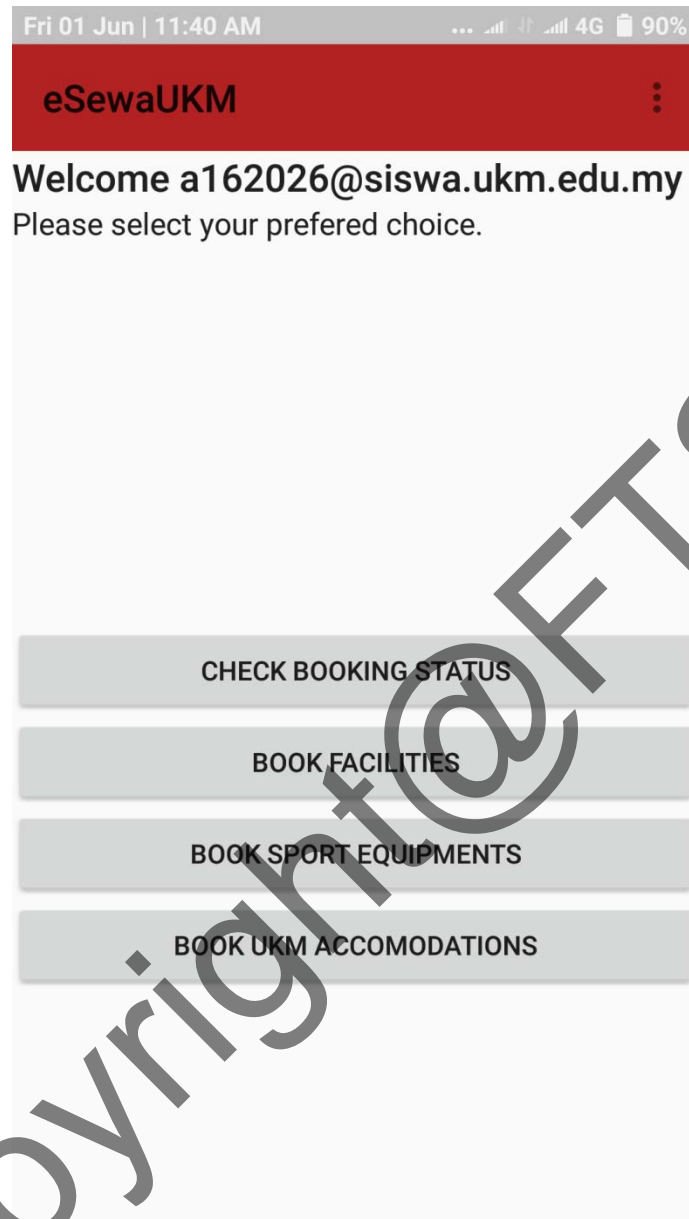 Fri 01 Jun | 11:40 AM ... 4G 90%
eSewaUKM
Welcome a162026@siswa.ukm.edu.my
Please select your prefered choice.
CHECK BOOKING STATUS
BOOK FACILITIES
BOOK SPORT EQUIPMENTS
BOOK UKM ACCOMODATIONS